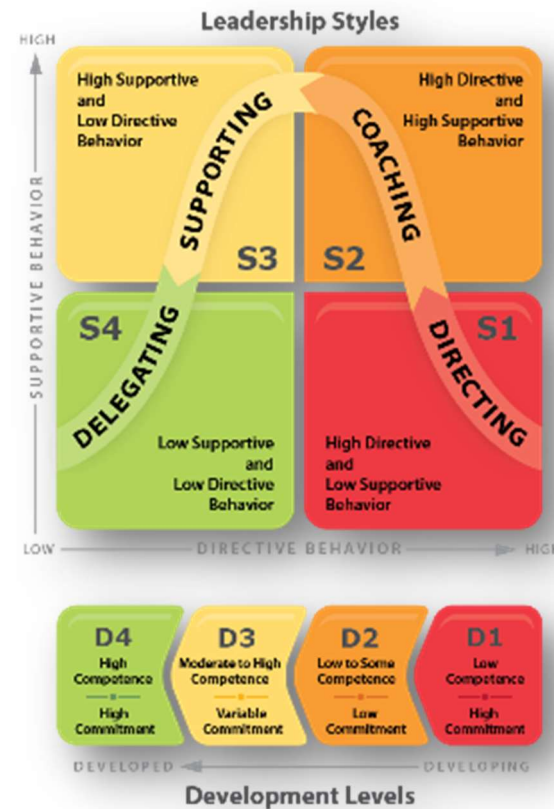 Leadership Styles
HIGH
High Supportive
and
Low Directive
Behavior
High Directive
and
High Supportive
Behavior
SUPPORTING
COACHING
S3
S2
SUPPORTIVE BEHAVIOR
S4
S1
DELEGATING
DIRECTING
Low Supportive
and
Low Directive
Behavior
High Directive
and
Low Supportive
Behavior
LOW
DIRECTIVE BEHAVIOR
HIGH
D4
High
Competence
High
Commitment
D3
Moderate to High
Competence
Variable
Commitment
D2
Low to Some
Competence
Low
Commitment
D1
Low
Competence
High
Commitment
DEVELOPED
DEVELOPING
Development Levels